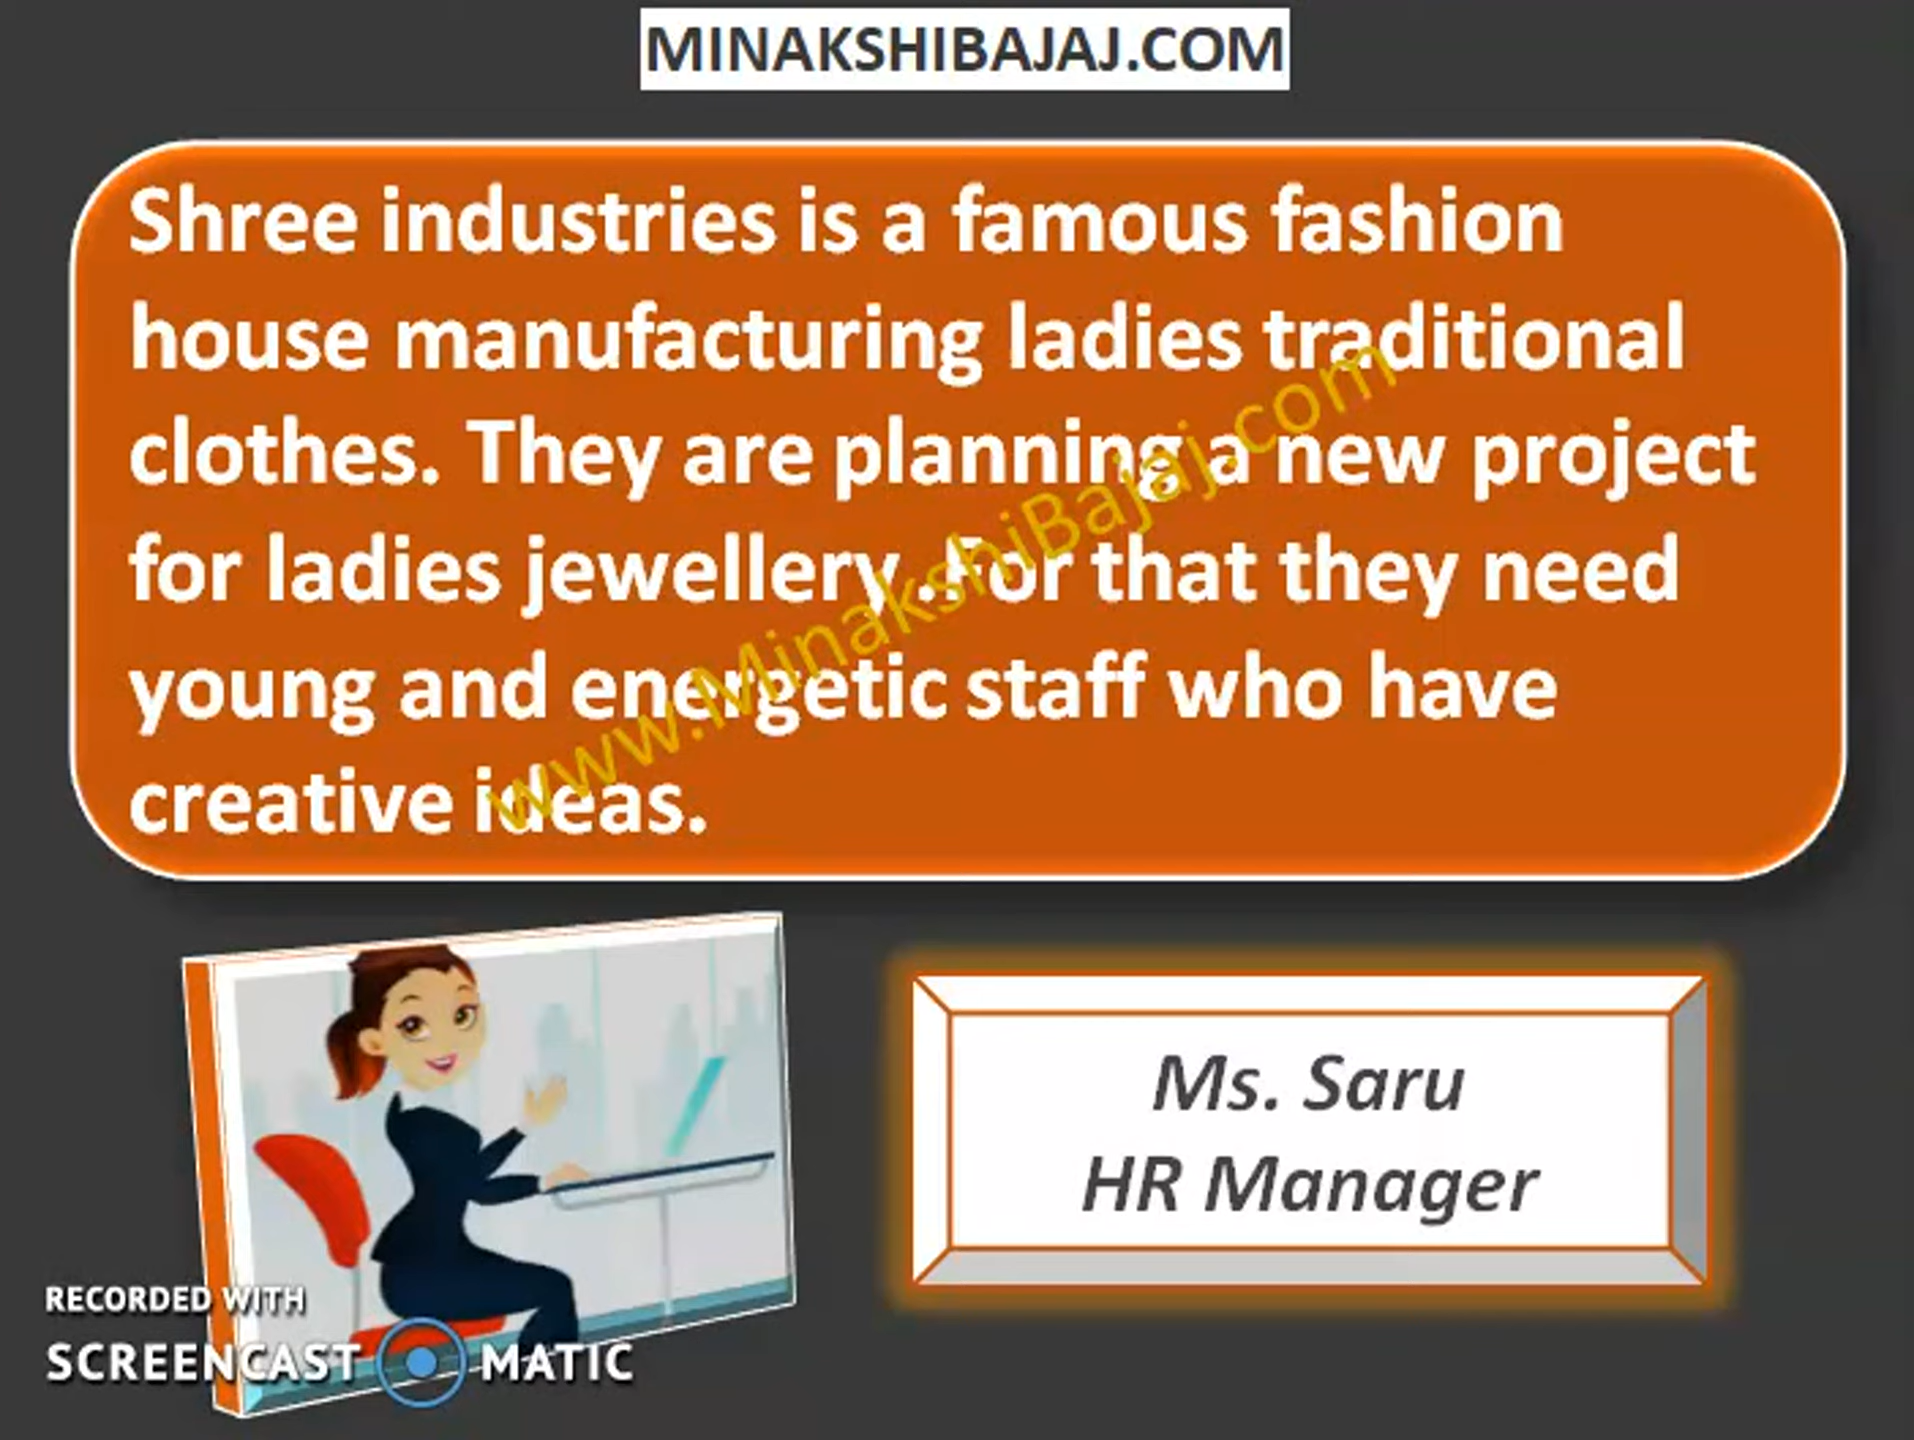 MINAKSHIBAJAJ.COM
Shree industries is a famous fashion
house manufacturing ladies traditional
clothes. They are planning a new project
for ladies jewellery. For that they need
young and energetic staff who have
creative ideas.
www.MinakshiBajaj.com
Ms. Saru
HR Manager
RECORDED WITH
SCREENCAST MATIC